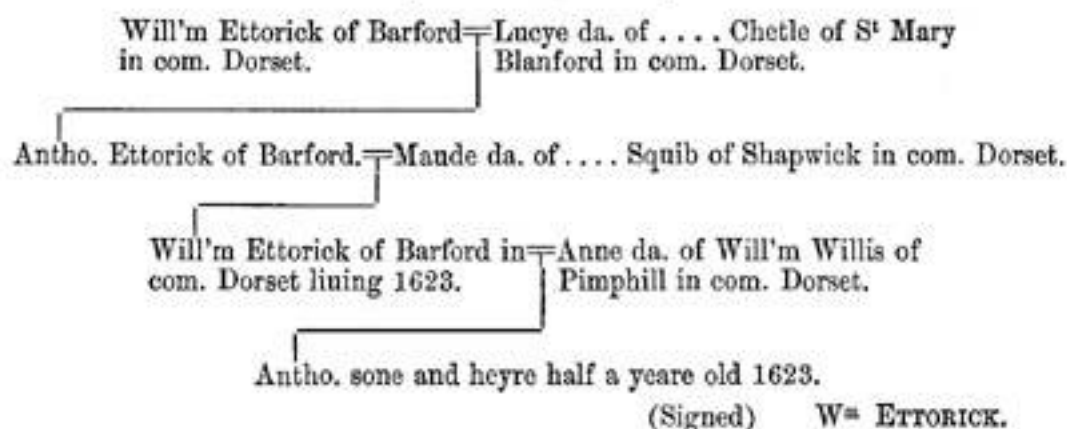 Will'm Ettorick of Barford=Lucye da. of .... Chetle of Sᵗ Mary
in com. Dorset. Blanford in com. Dorset.
Antho. Ettorick of Barford.=Maude da. of .... Squib of Shapwick in com. Dorset.
Will'm Ettorick of Barford in=Anne da. of Will'm Willis of
com. Dorset liuing 1623. Pimphill in com. Dorset.
Antho. sone and heyre half a yeare old 1623.
(Signed) Wᵐ ETTORICK.